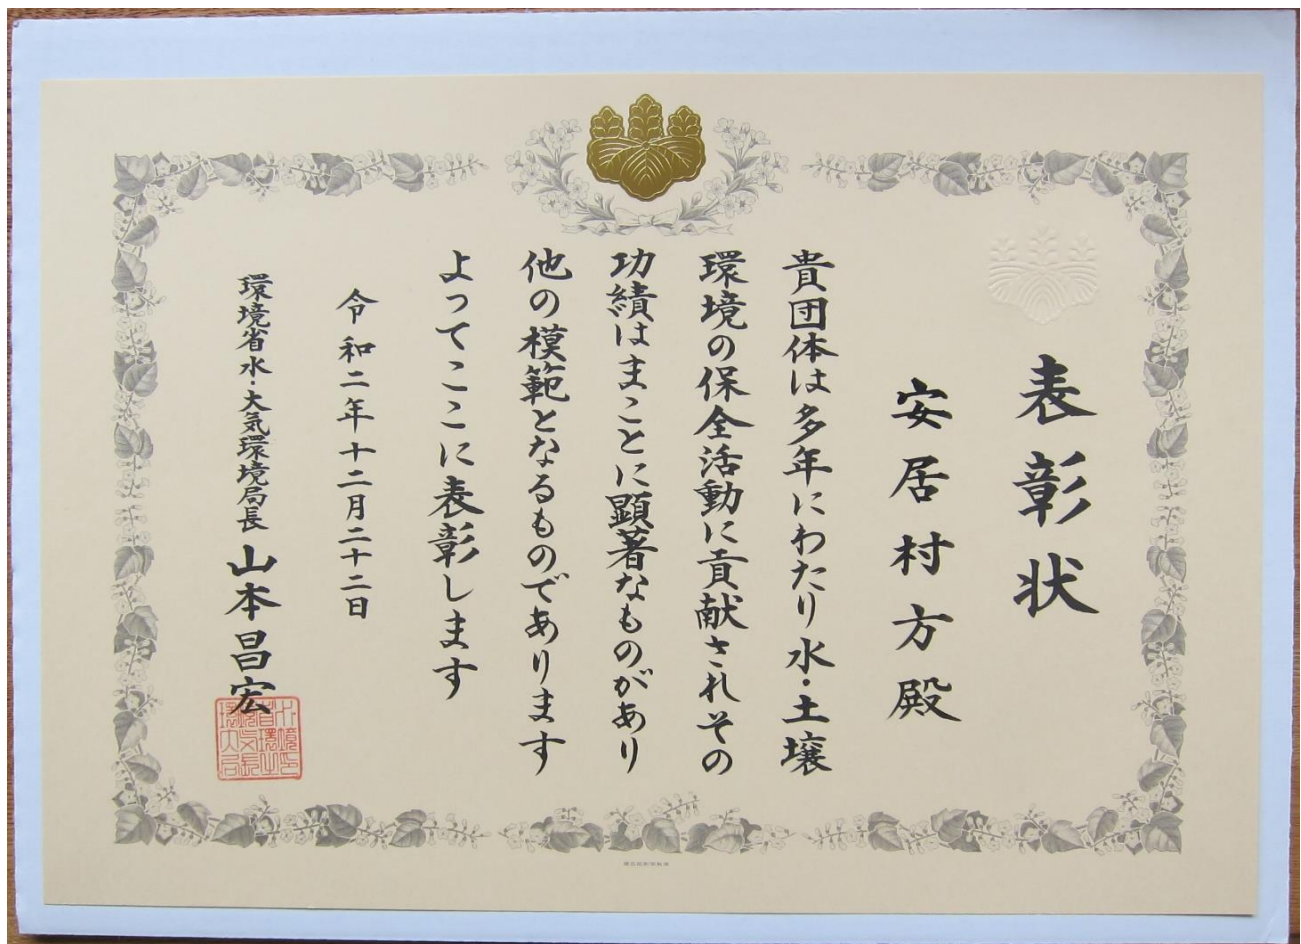 表彰状
安居村方殿
貴団体は多年にわたり水・土壌
環境の保全活動に貢献されその
功績はまことに顕著なものがあり
他の模範となるものであります
よってここに表彰します
令和二年十二月二十二日
環境省水・大気環境局長 山本昌宏